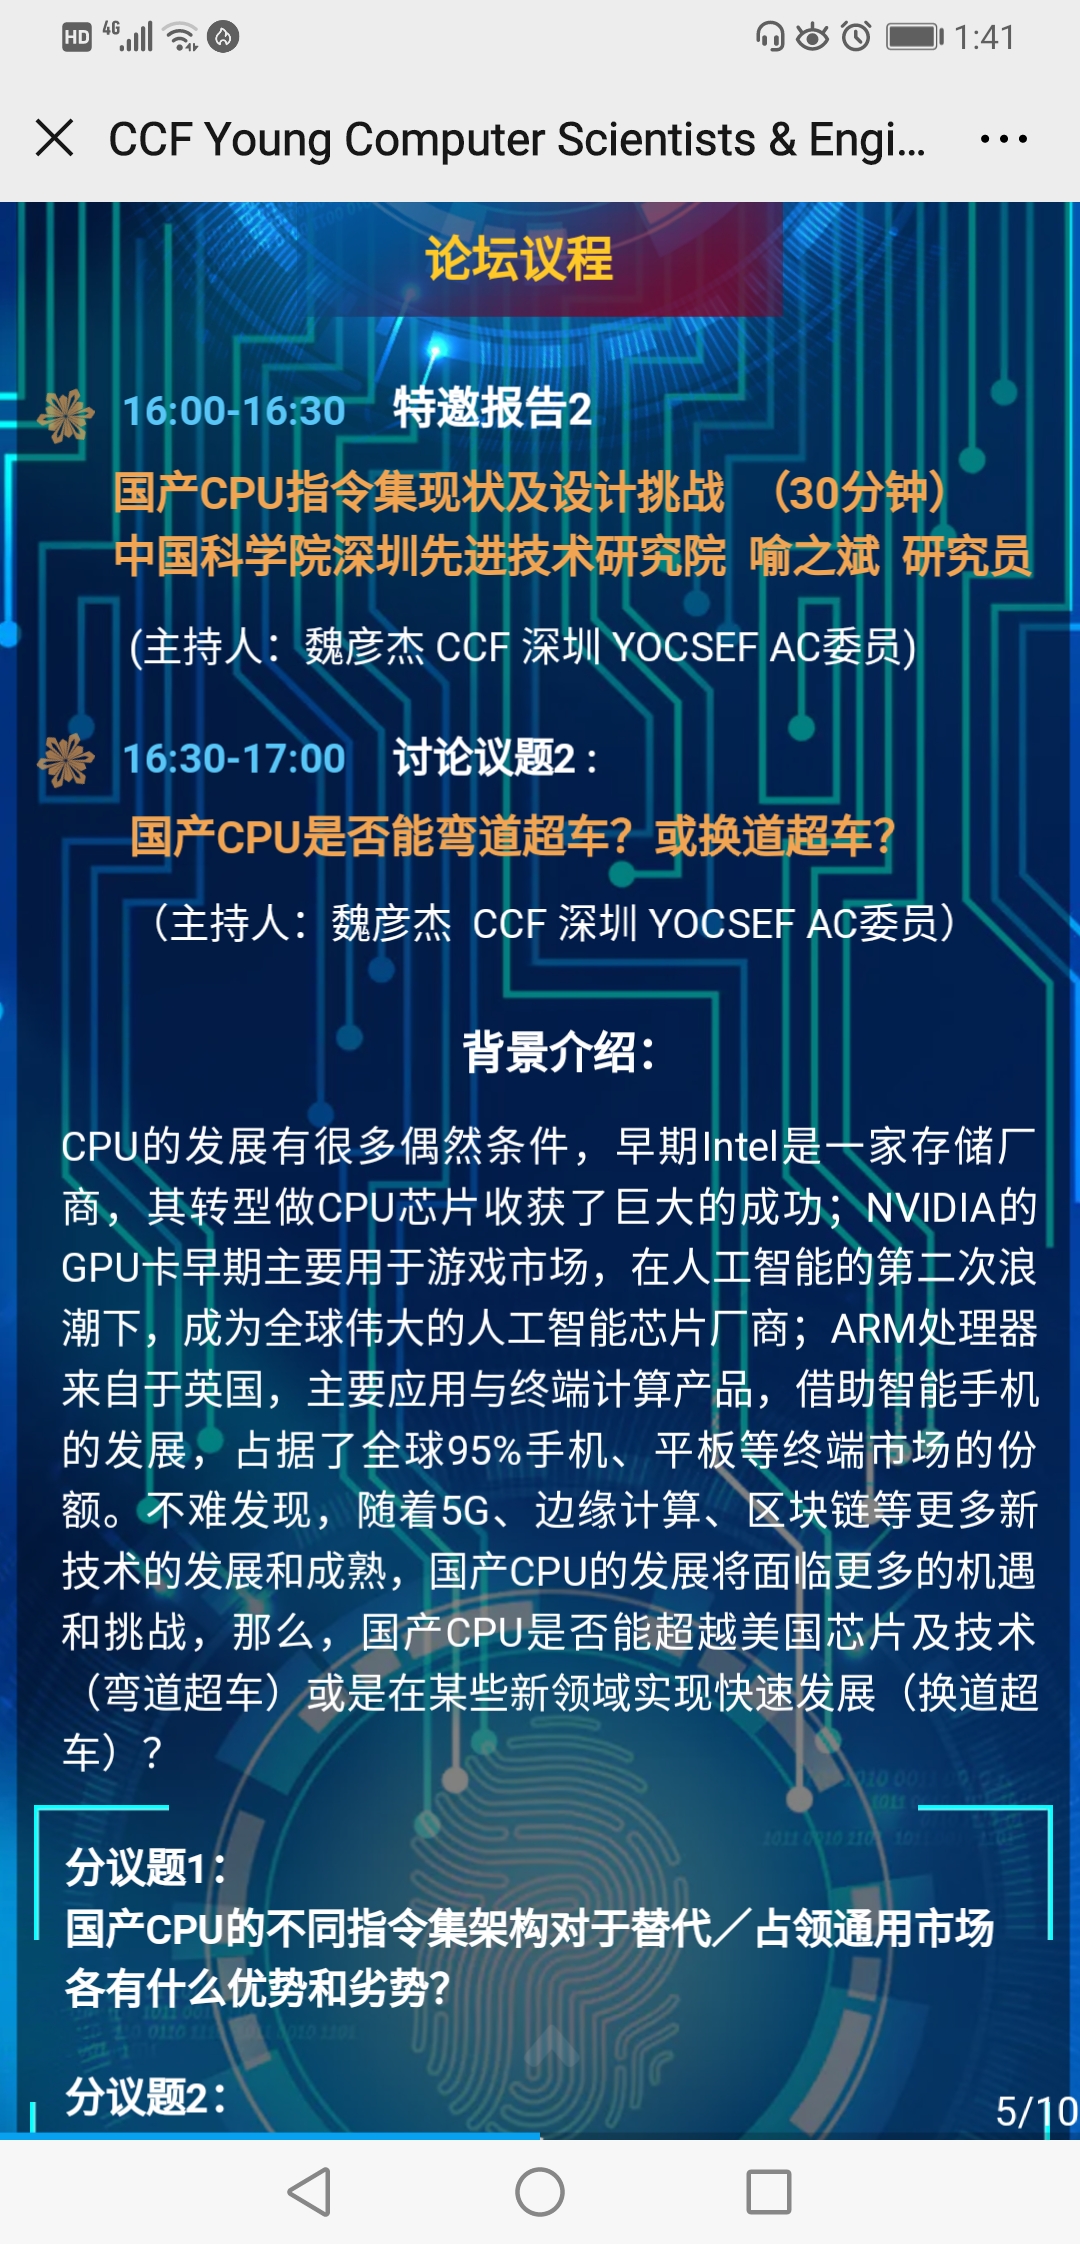 HD 4G 1:41
CCF Young Computer Scientists & Engi...
论坛议程
16:00-16:30 特邀报告2
国产CPU指令集现状及设计挑战 （30分钟）
中国科学院深圳先进技术研究院 喻之斌 研究员
(主持人：魏彦杰 CCF 深圳 YOCSEF AC委员)
16:30-17:00 讨论议题2：
国产CPU是否能弯道超车？或换道超车？
（主持人：魏彦杰 CCF 深圳 YOCSEF AC委员）
背景介绍：
CPU的发展有很多偶然条件，早期Intel是一家存储厂
商，其转型做CPU芯片收获了巨大的成功；NVIDIA的
GPU卡早期主要用于游戏市场，在人工智能的第二次浪
潮下，成为全球伟大的人工智能芯片厂商；ARM处理器
来自于英国，主要应用与终端计算产品，借助智能手机
的发展，占据了全球95%手机、平板等终端市场的份
额。不难发现，随着5G、边缘计算、区块链等更多新
技术的发展和成熟，国产CPU的发展将面临更多的机遇
和挑战，那么，国产CPU是否能超越美国芯片及技术
（弯道超车）或是在某些新领域实现快速发展（换道超
车）？
分议题1：
国产CPU的不同指令集架构对于替代／占领通用市场
各有什么优势和劣势？
分议题2：
5/10